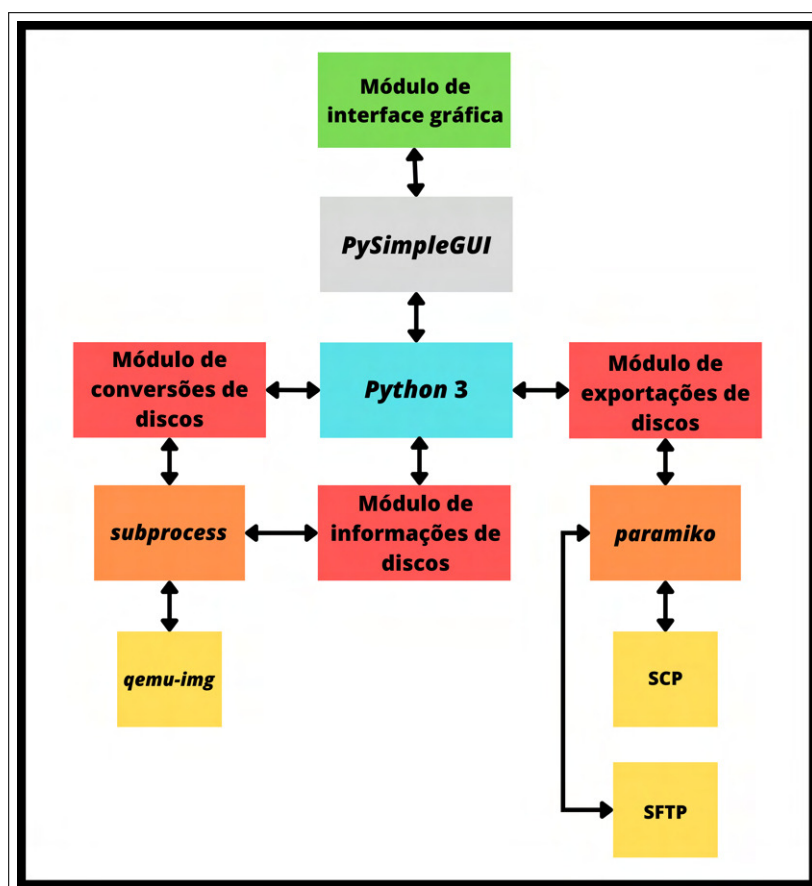 Módulo de
interface gráfica
PySimpleGUI
Módulo de
conversões de
discos
Python 3
Módulo de
exportações de
discos
subprocess
Módulo de
informações de
discos
paramiko
qemu-img
SCP
SFTP